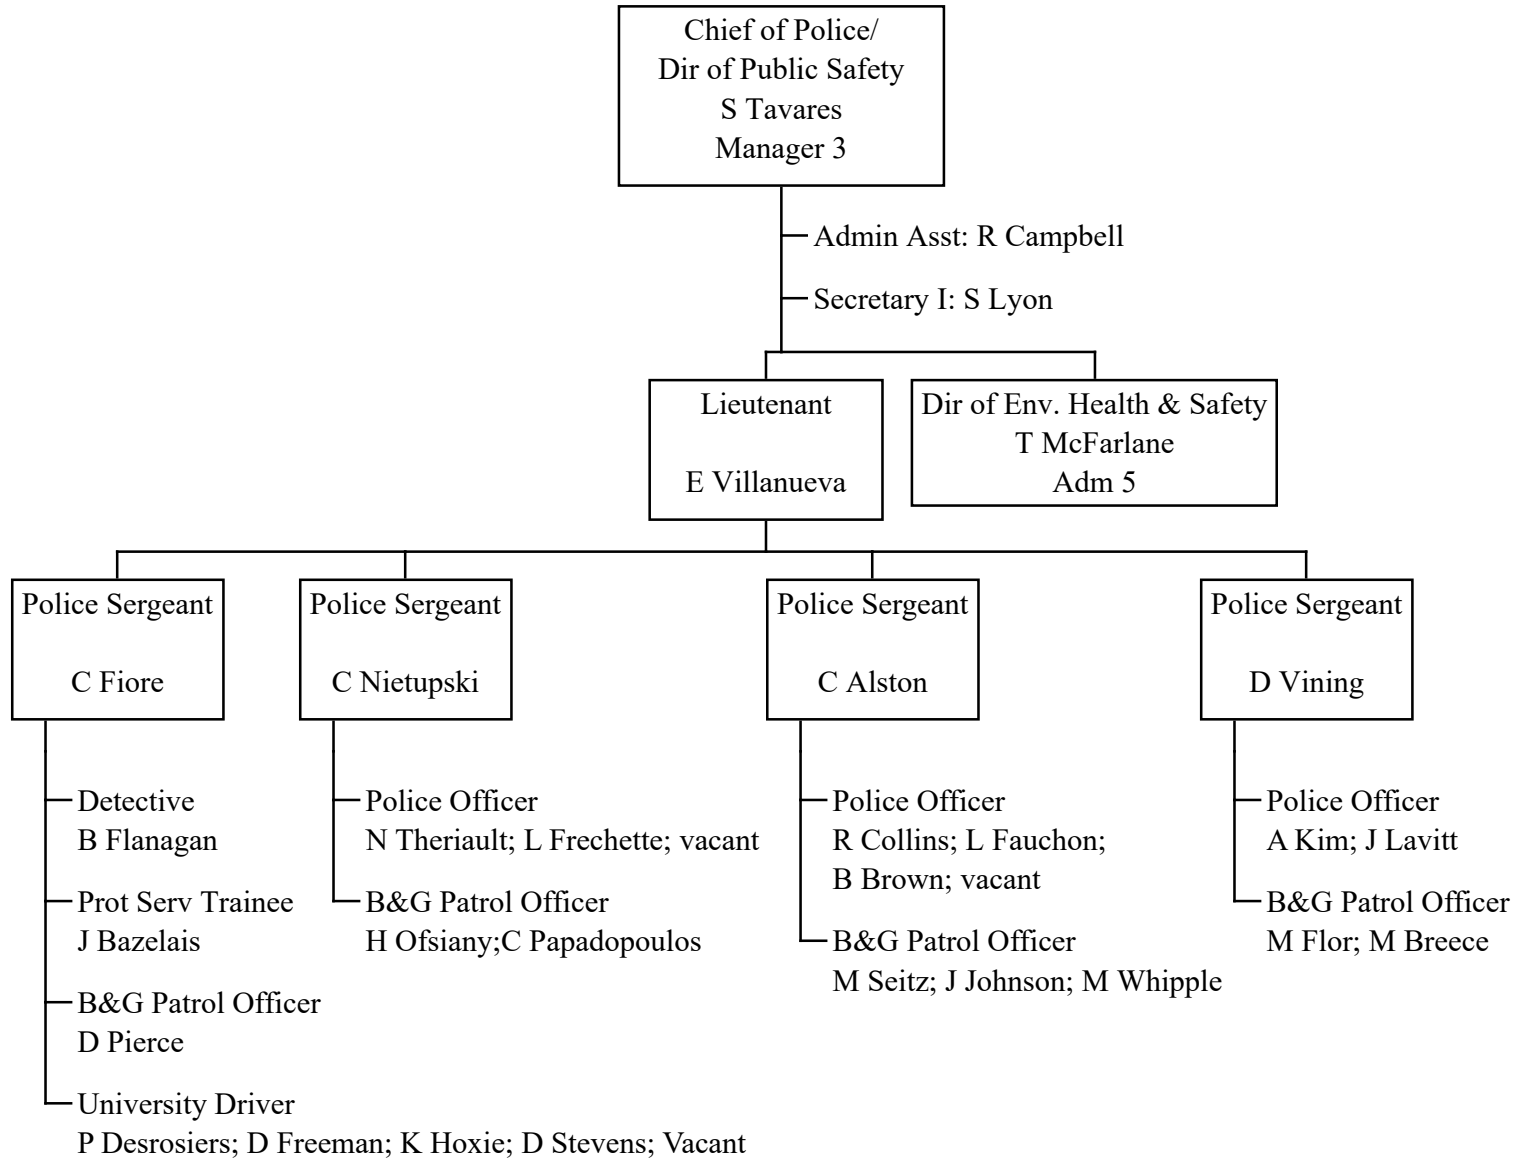 Chief of Police/
Dir of Public Safety
S Tavares
Manager 3
Admin Asst: R Campbell
Secretary I: S Lyon
Lieutenant
E Villanueva
Dir of Env. Health & Safety
T McFarlane
Adm 5
Police Sergeant
C Fiore
Police Sergeant
C Nietupski
Police Sergeant
C Alston
Police Sergeant
D Vining
Detective
B Flanagan
Prot Serv Trainee
J Bazelais
B&G Patrol Officer
D Pierce
University Driver
P Desrosiers; D Freeman; K Hoxie; D Stevens; Vacant
Police Officer
N Theriault; L Frechette; vacant
B&G Patrol Officer
H Ofsiany;C Papadopoulos
Police Officer
R Collins; L Fauchon;
B Brown; vacant
B&G Patrol Officer
M Seitz; J Johnson; M Whipple
Police Officer
A Kim; J Lavitt
B&G Patrol Officer
M Flor; M Breece